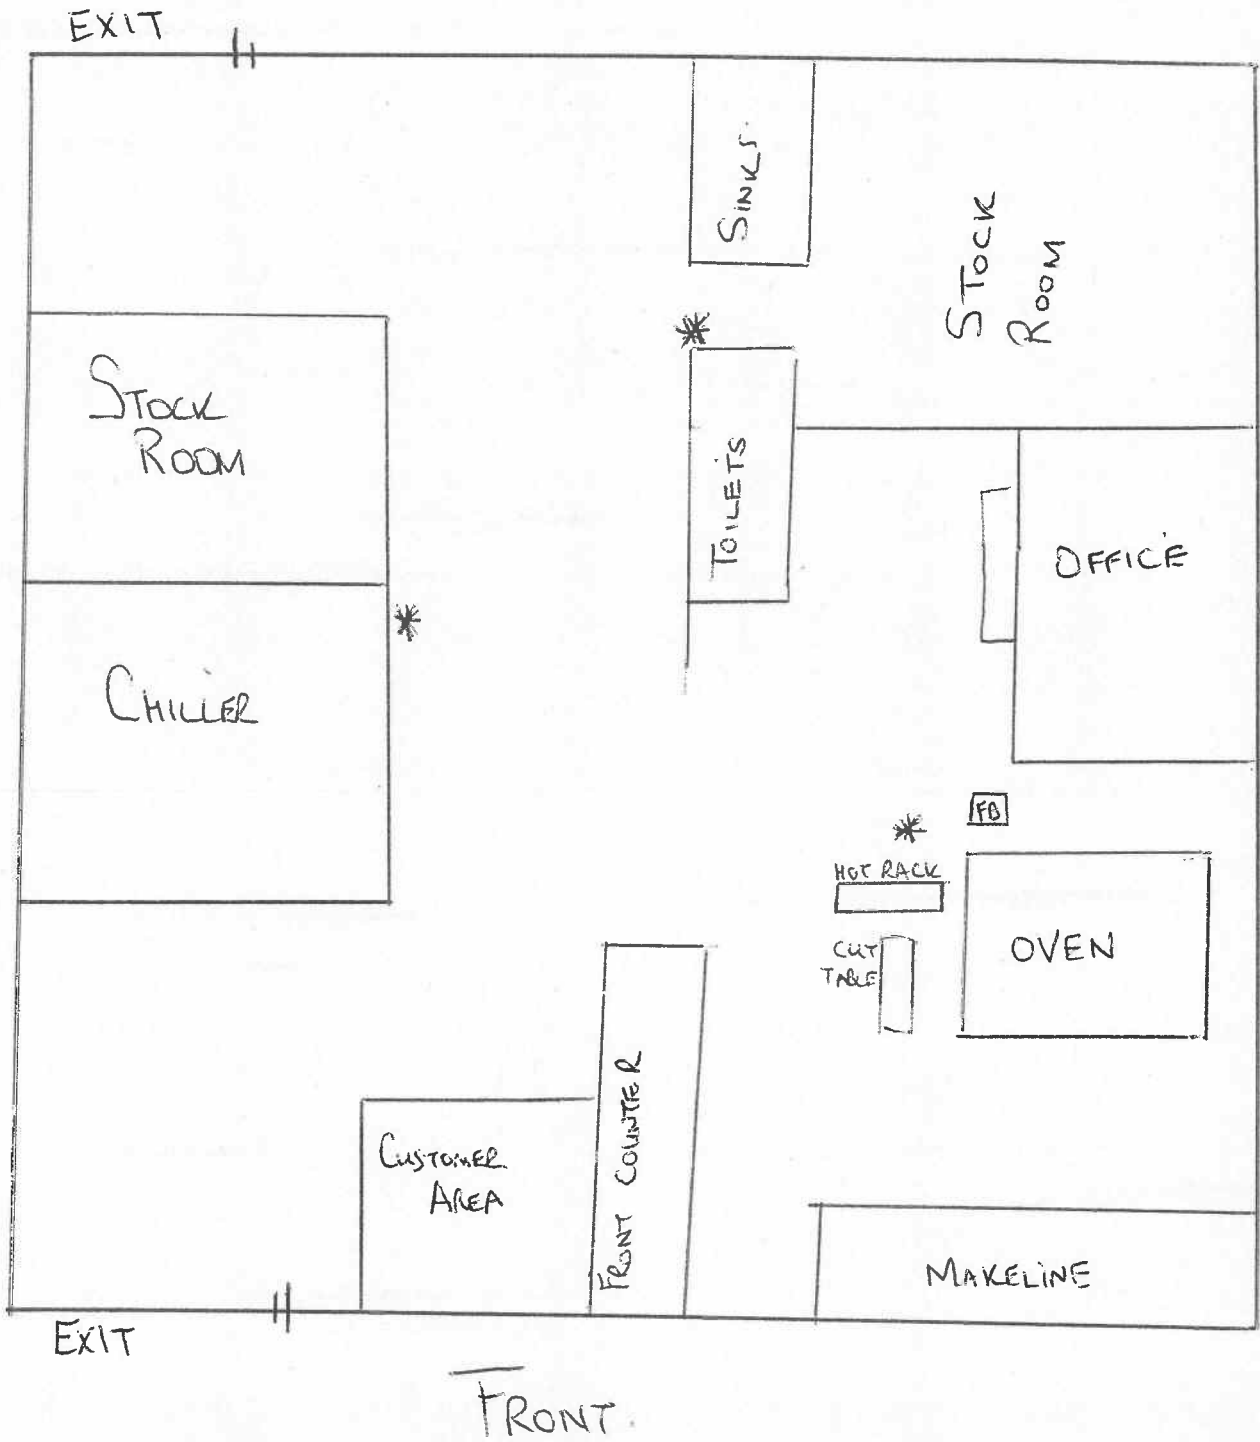 EXIT
SINKS
STOCK
ROOM
STOCK
ROOM
TOILETS
OFFICE
CHILLER
FB
HOT RACK
CUT
TABLE
OVEN
FRONT COUNTER
CUSTOMER
AREA
MAKELINE
EXIT
FRONT